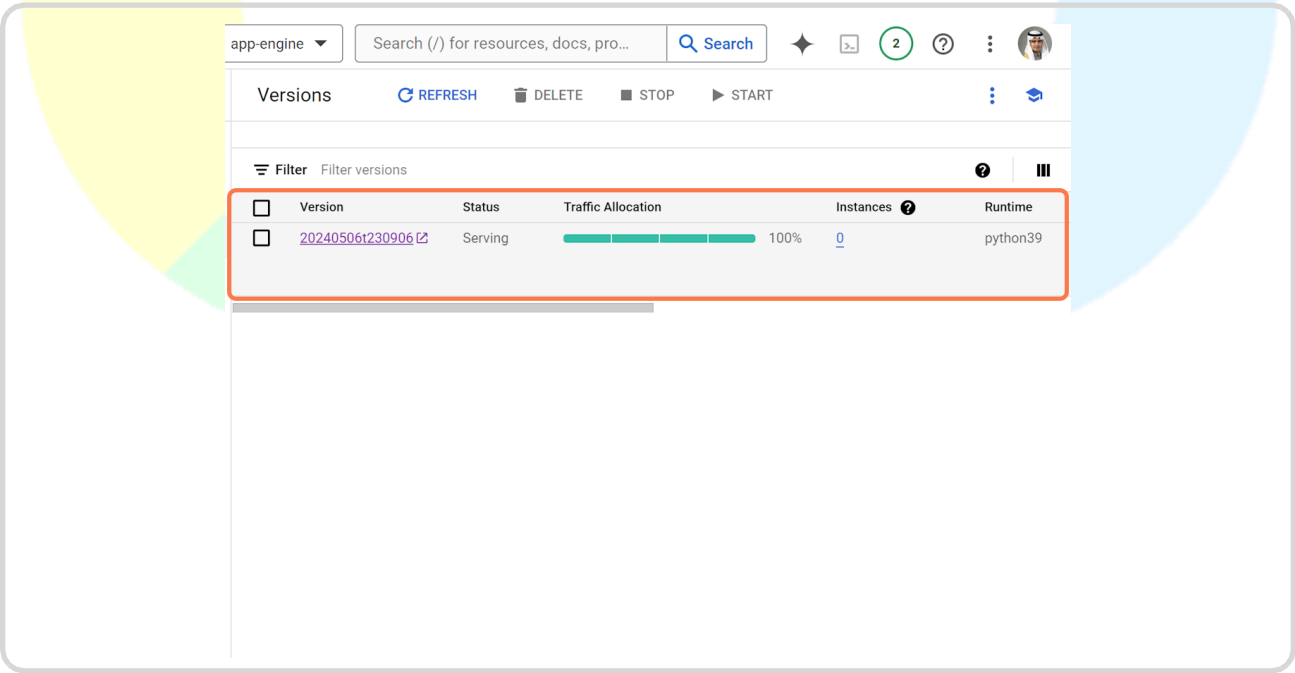 app-engine Search (/) for resources, docs, pro... Search 2
Versions REFRESH DELETE STOP START
Filter Filter versions
Version Status Traffic Allocation Instances Runtime
20240506t230906 Serving 100% 0 python39